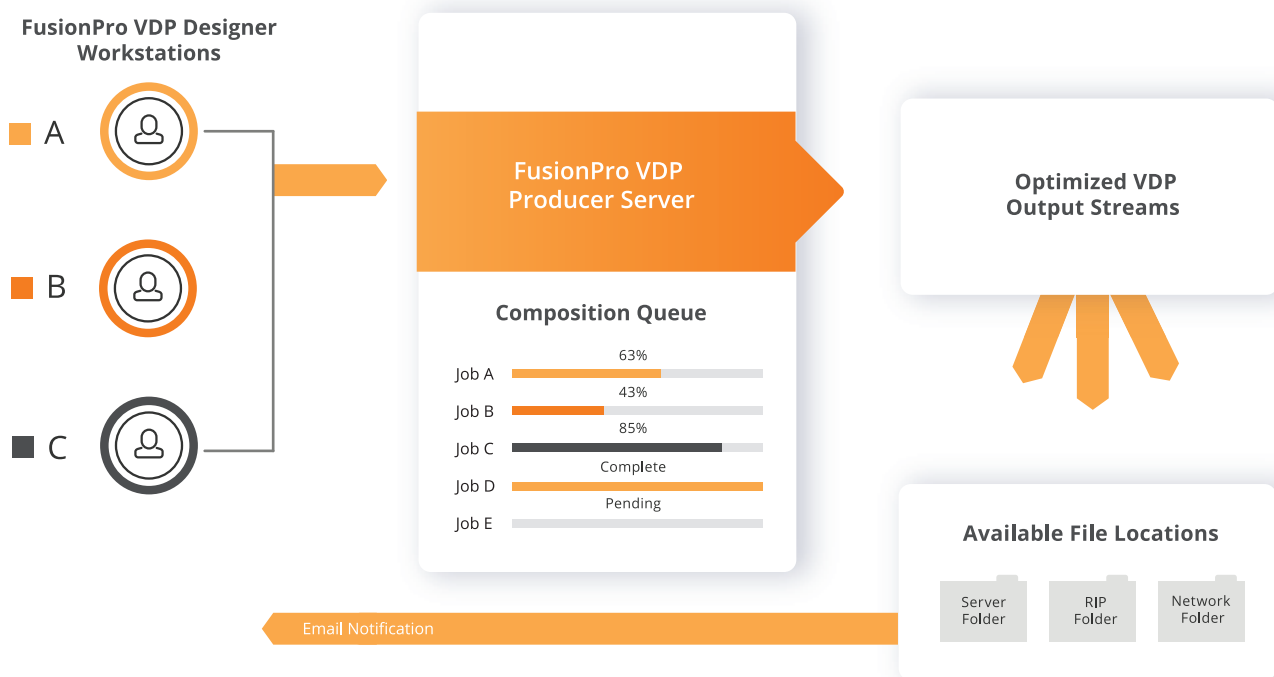 FusionPro VDP Designer
Workstations
A
B
C
FusionPro VDP
Producer Server
Composition Queue
63%
Job A
43%
Job B
85%
Job C
Complete
Job D
Pending
Job E
Optimized VDP
Output Streams
Available File Locations
Server
Folder
RIP
Folder
Network
Folder
Email Notification